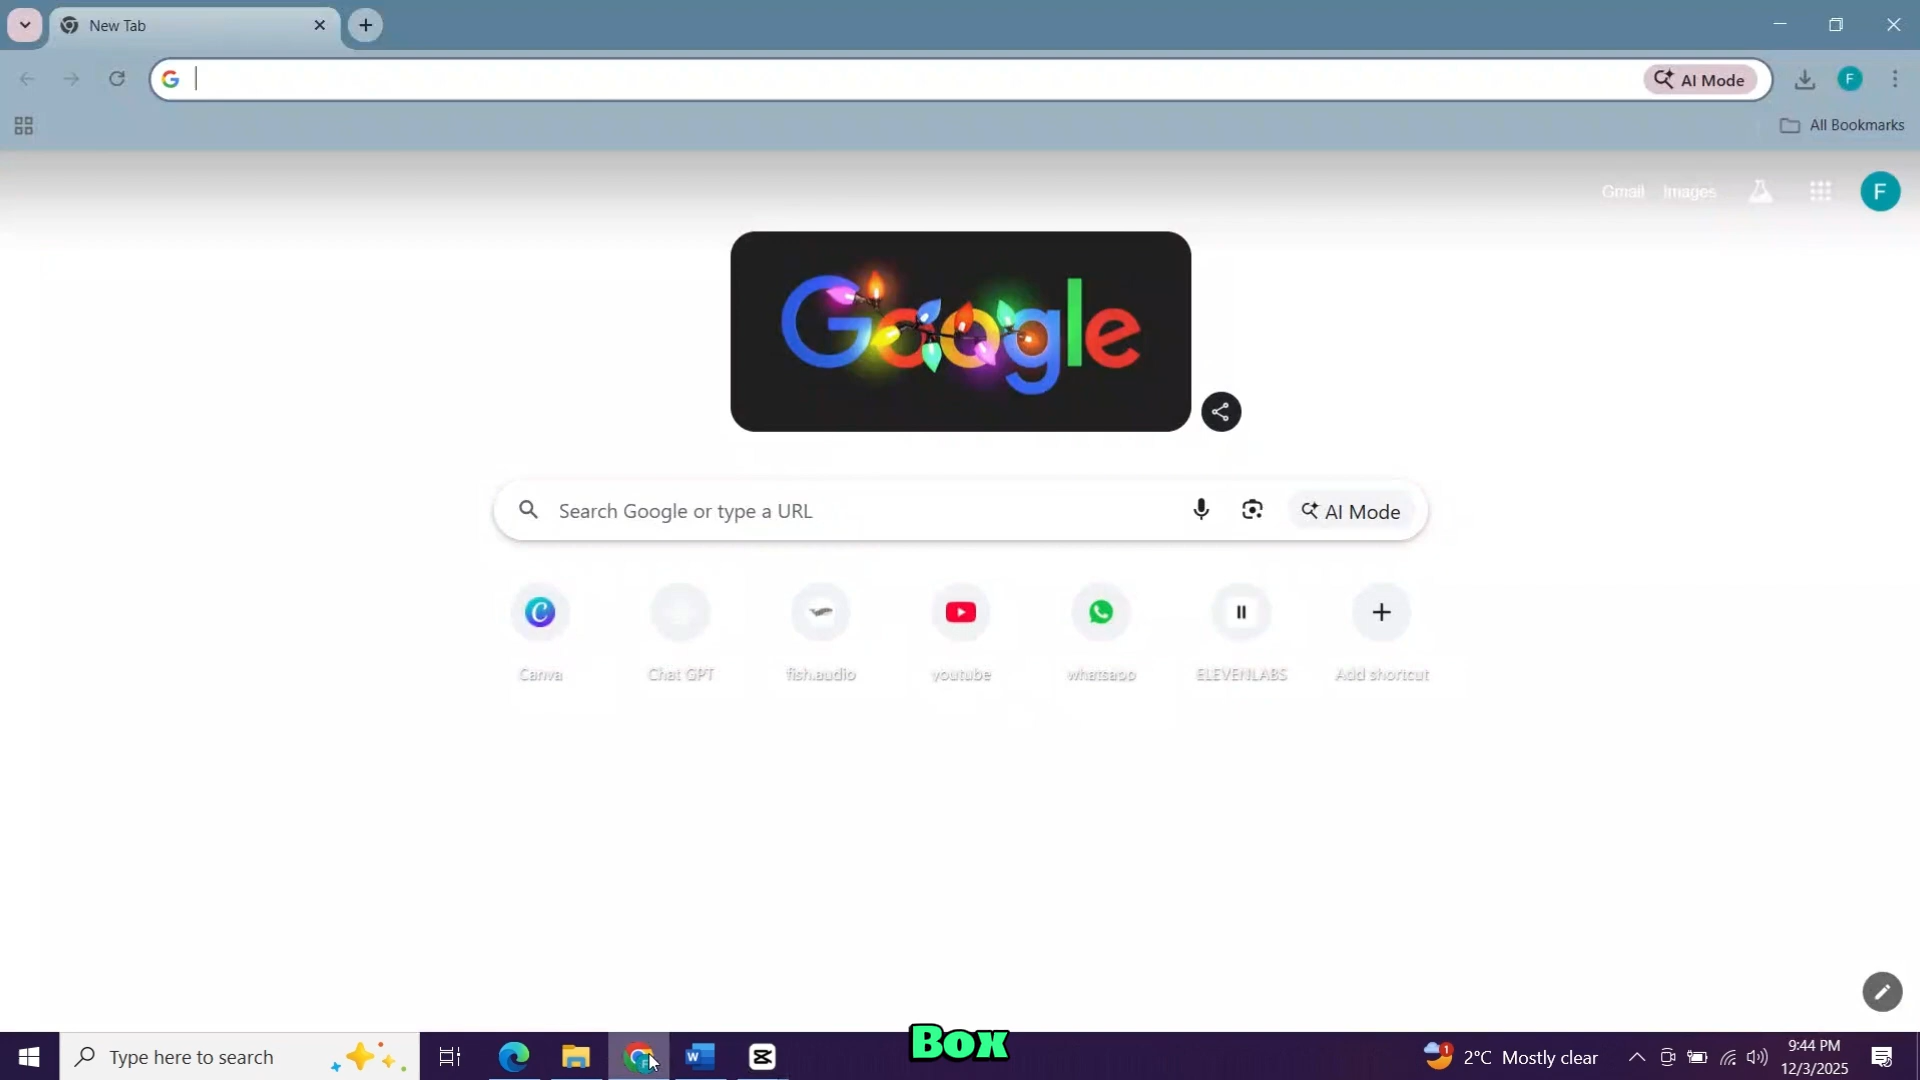 New Tab
AI Mode
All Bookmarks
Gmail Images
F
Google
Search Google or type a URL
AI Mode
Canva
Chat GPT
fish.audio
youtube
whatsapp
ELEVENLABS
Add shortcut
Box
Type here to search
2°C Mostly clear
9:44 PM
12/3/2025